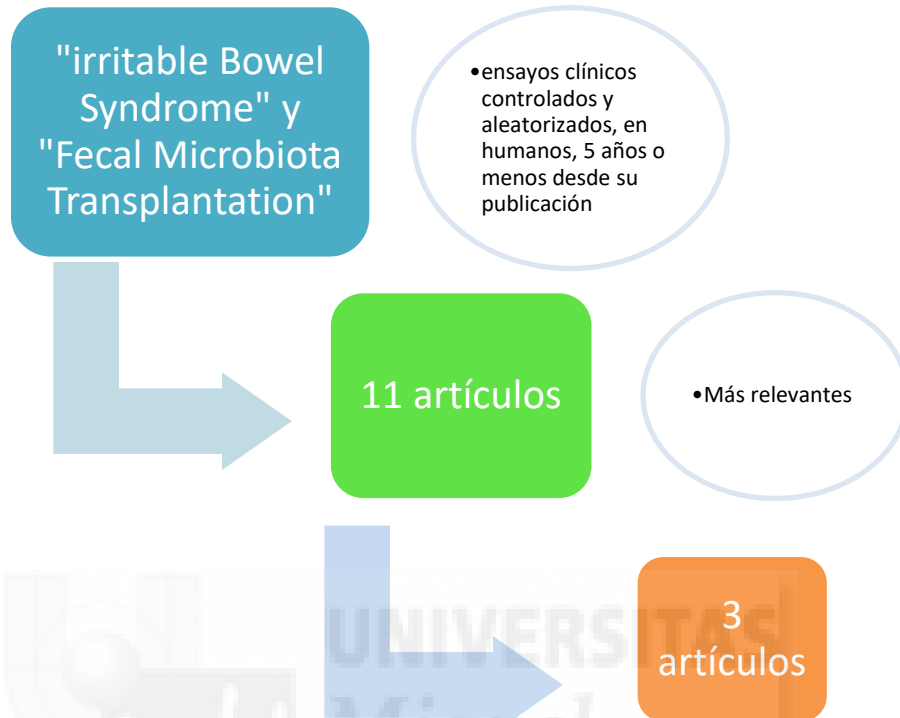 "irritable Bowel
Syndrome" y
"Fecal Microbiota
Transplantation"
•ensayos clínicos
controlados y
aleatorizados, en
humanos, 5 años o
menos desde su
publicación
11 artículos
•Más relevantes
3
artículos
UNIVERSITAS
Miguel